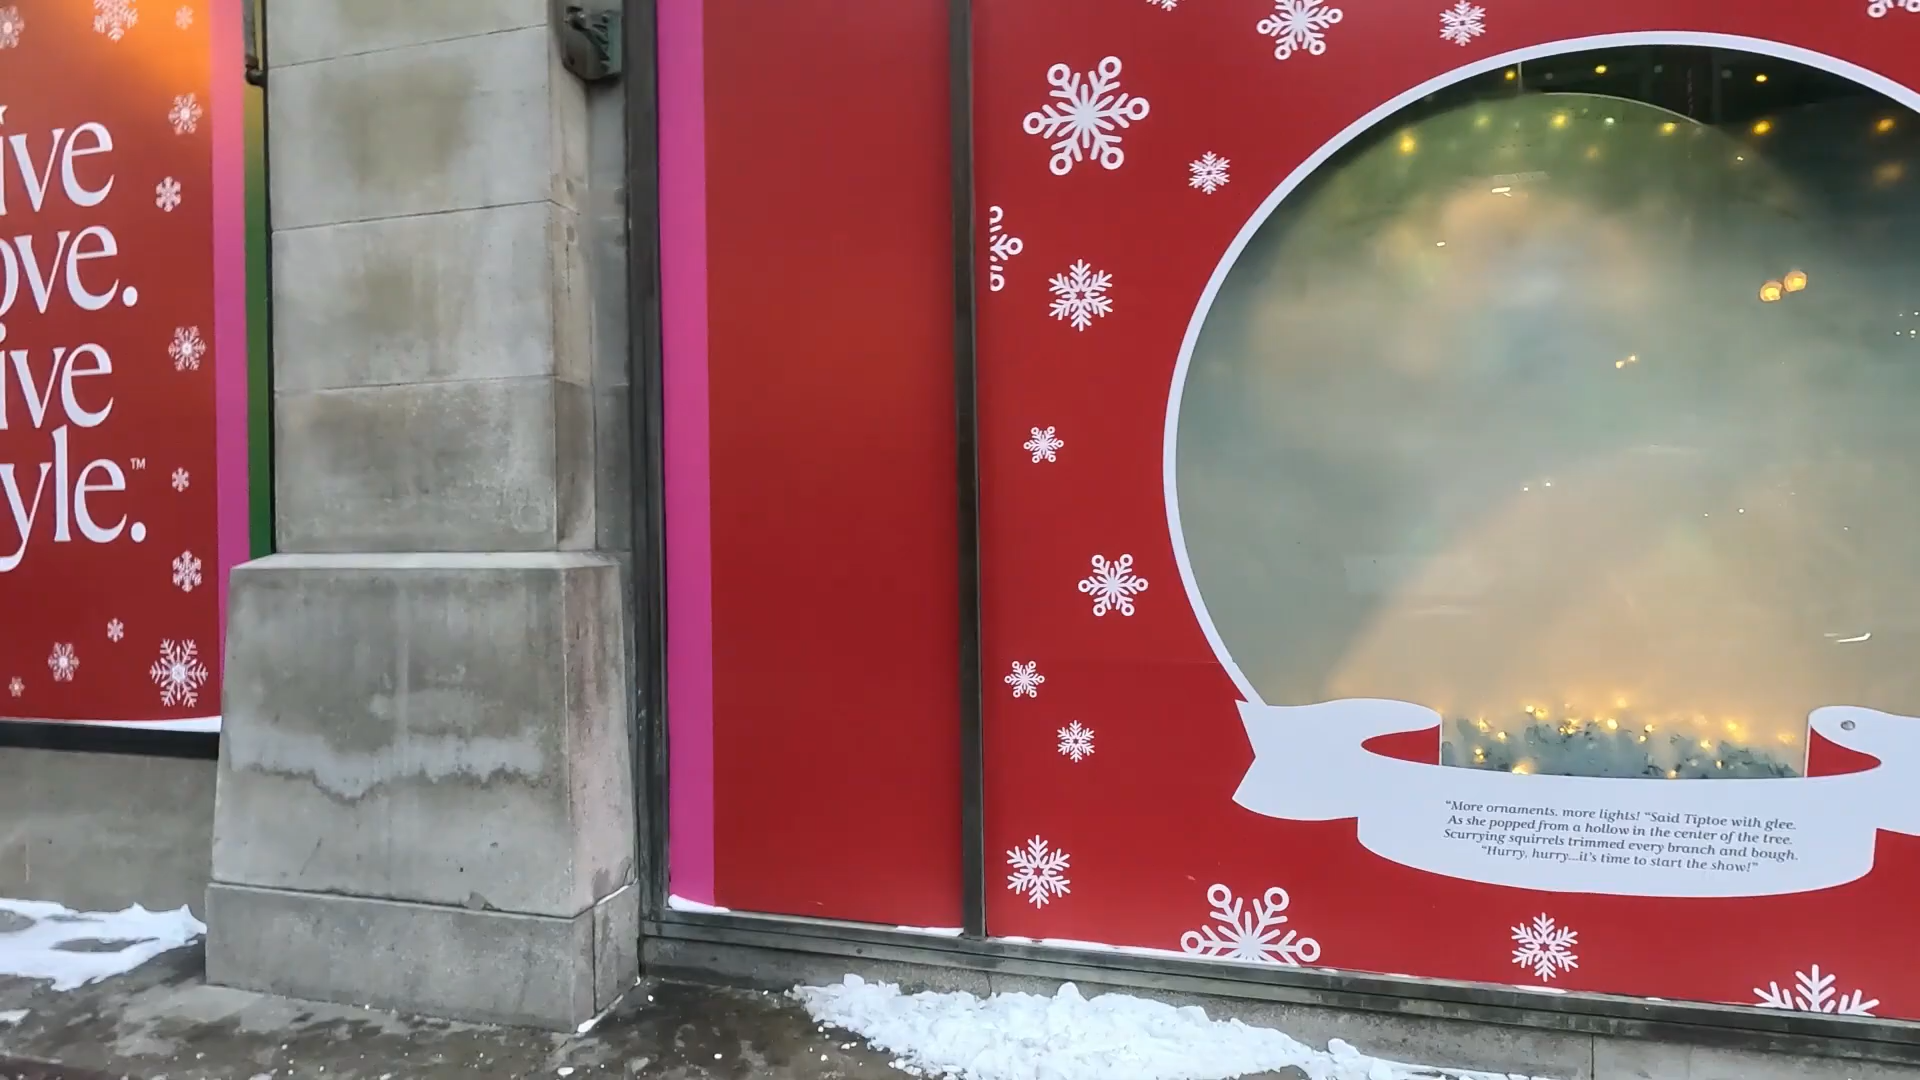 ive
ove.
ive
yle.™
“More ornaments, more lights! “Said Tiptoe with glee.
As she popped from a hollow in the center of the tree.
Scurrying squirrels trimmed every branch and bough.
“Hurry, hurry...it's time to start the show!”